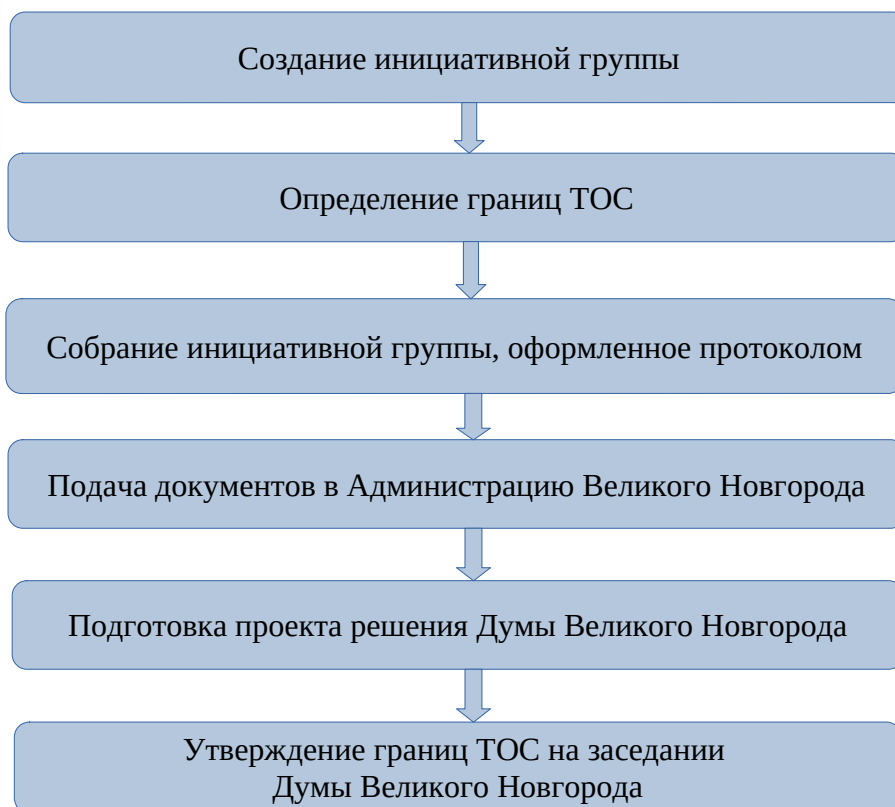 Создание инициативной группы
Определение границ ТОС
Собрание инициативной группы, оформленное протоколом
Подача документов в Администрацию Великого Новгорода
Подготовка проекта решения Думы Великого Новгорода
Утверждение границ ТОС на заседании
Думы Великого Новгорода